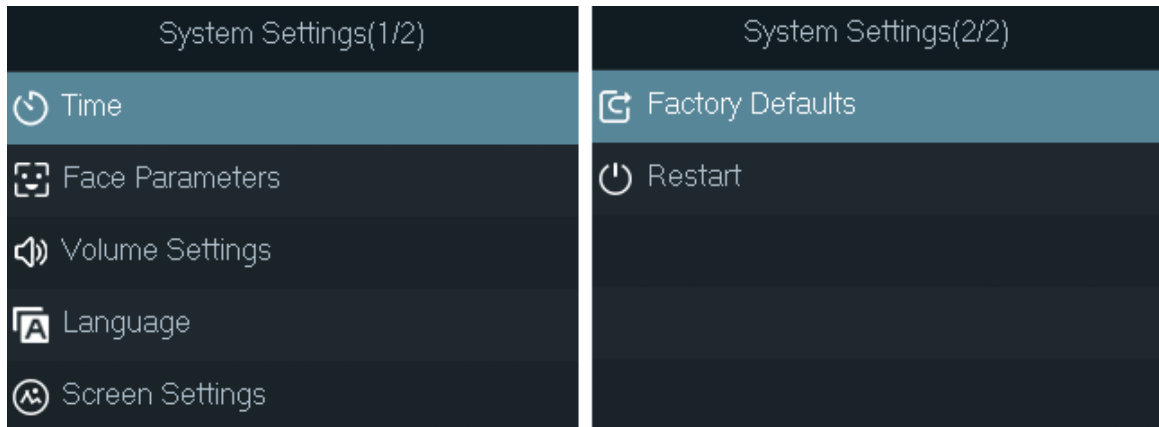 System Settings(1/2)
Time
Face Parameters
Volume Settings
Language
Screen Settings
System Settings(2/2)
Factory Defaults
Restart